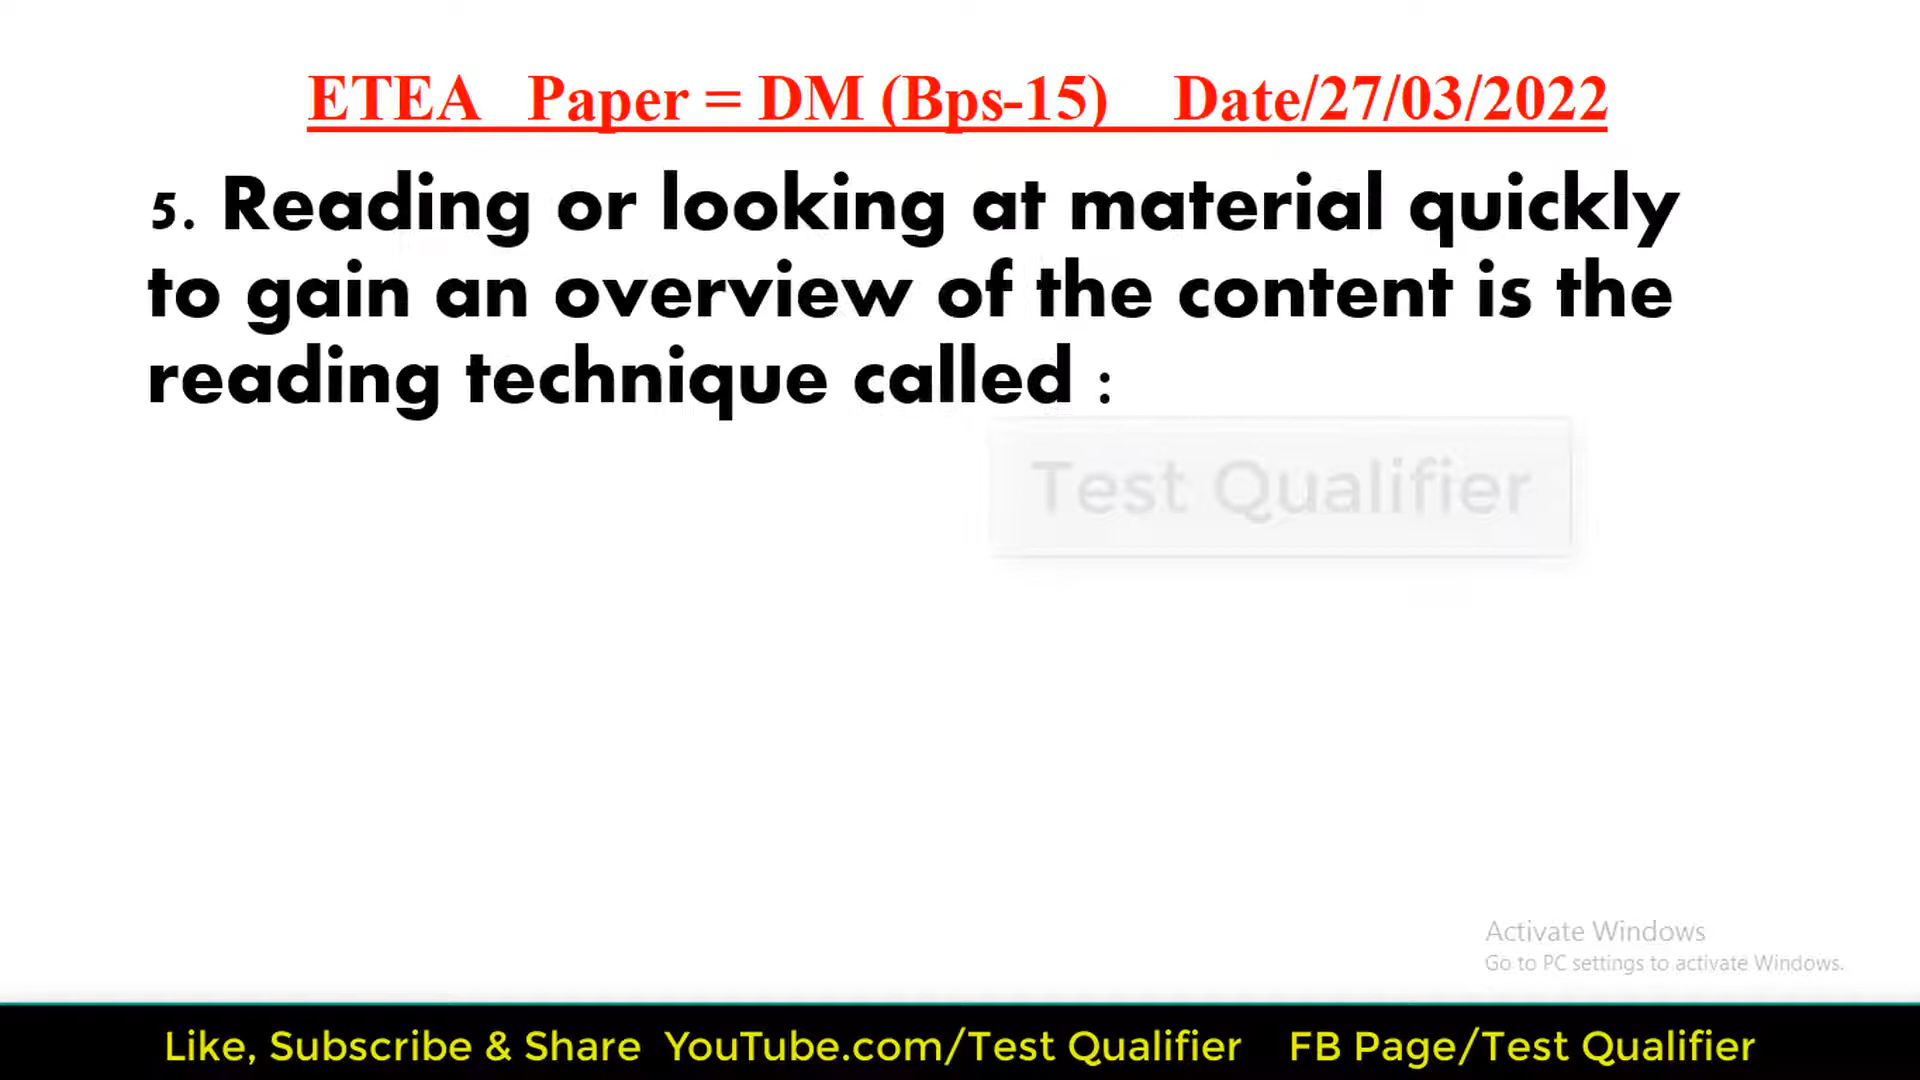 ETEA Paper = DM (Bps-15) Date/27/03/2022
5. Reading or looking at material quickly
to gain an overview of the content is the
reading technique called :
Test Qualifier
Activate Windows
Go to PC settings to activate Windows.
Like, Subscribe & Share YouTube.com/Test Qualifier FB Page/Test Qualifier